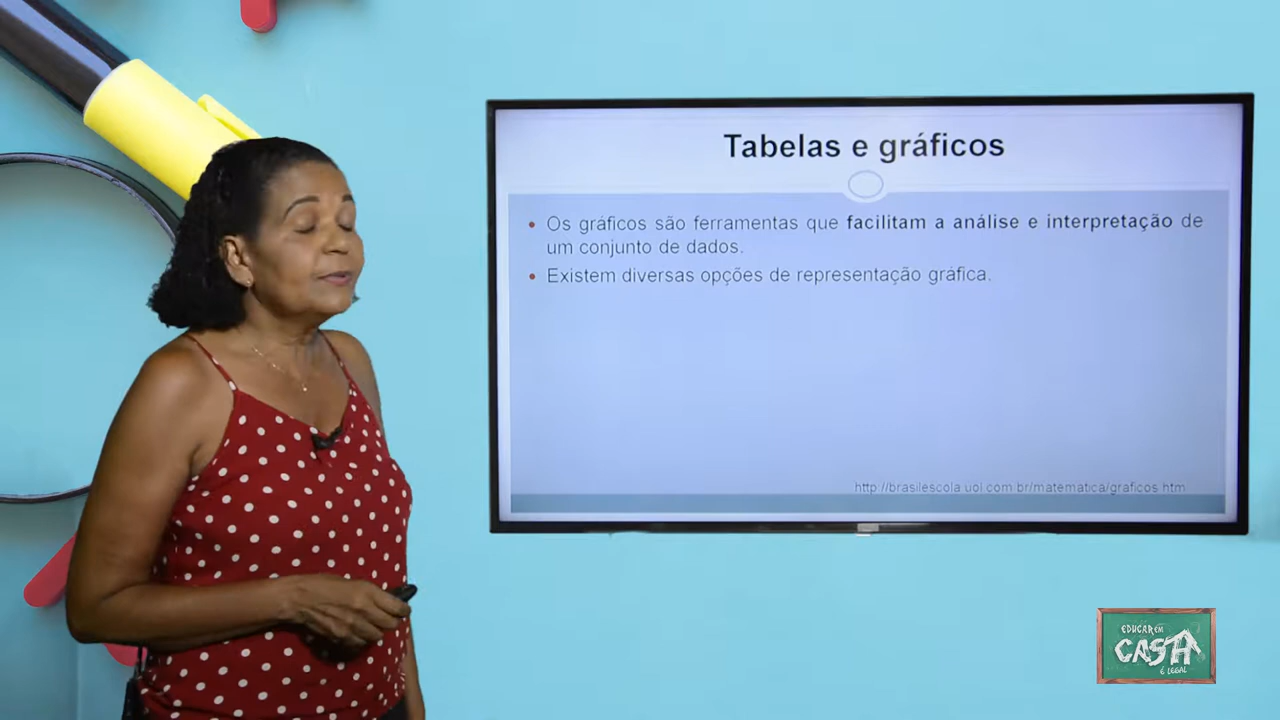 Tabelas e gráficos
• Os gráficos são ferramentas que facilitam a análise e interpretação de
um conjunto de dados.
• Existem diversas opções de representação gráfica.
http://brasilescola.uol.com.br/matematica/graficos.htm
EDUCAR EM
CASA
É LEGAL